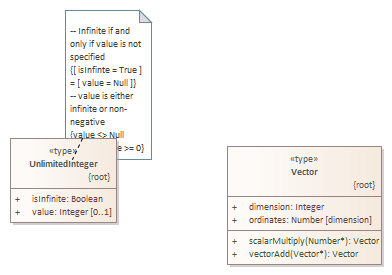 -- Infinite if and
only if value is not
specified
{[ isInfinte = True ]
= [ value = Null ]}
-- value is either
infinite or non-
negative
{value <> Null
>= 0}
«type»
UnlimitedInteger
{root}
+ isInfinite: Boolean
+ value: Integer [0..1]
«type»
Vector
{root}
+ dimension: Integer
+ ordinates: Number [dimension]
+ scalarMultiply(Number*): Vector
+ vectorAdd(Vector*): Vector